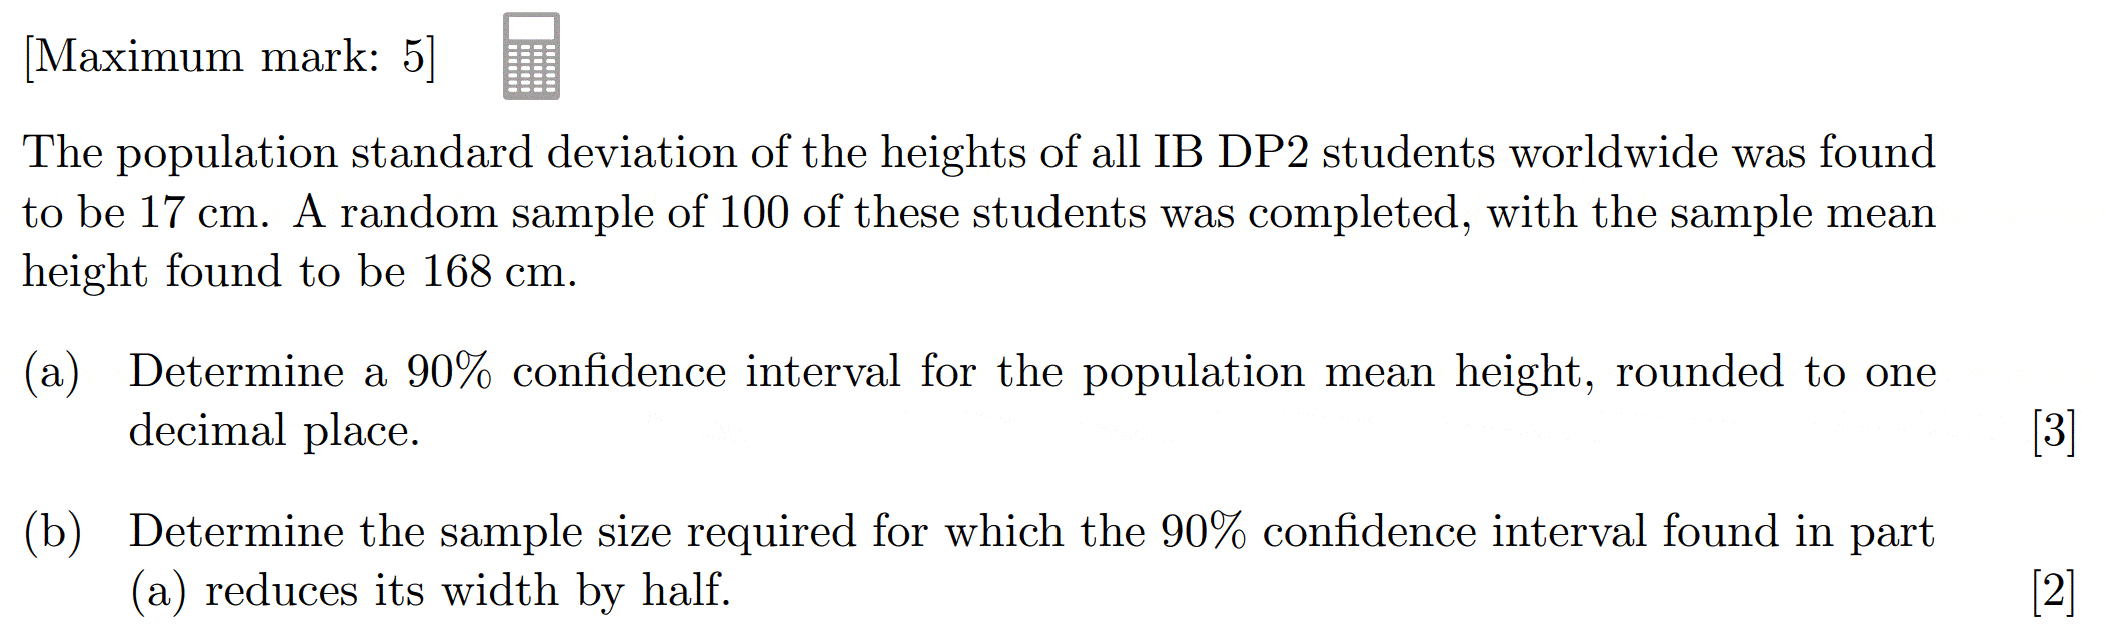 [Maximum mark: 5]
The population standard deviation of the heights of all IB DP2 students worldwide was found
to be 17 cm. A random sample of 100 of these students was completed, with the sample mean
height found to be 168 cm.
(a) Determine a 90% confidence interval for the population mean height, rounded to one
decimal place. [3]
(b) Determine the sample size required for which the 90% confidence interval found in part
(a) reduces its width by half. [2]